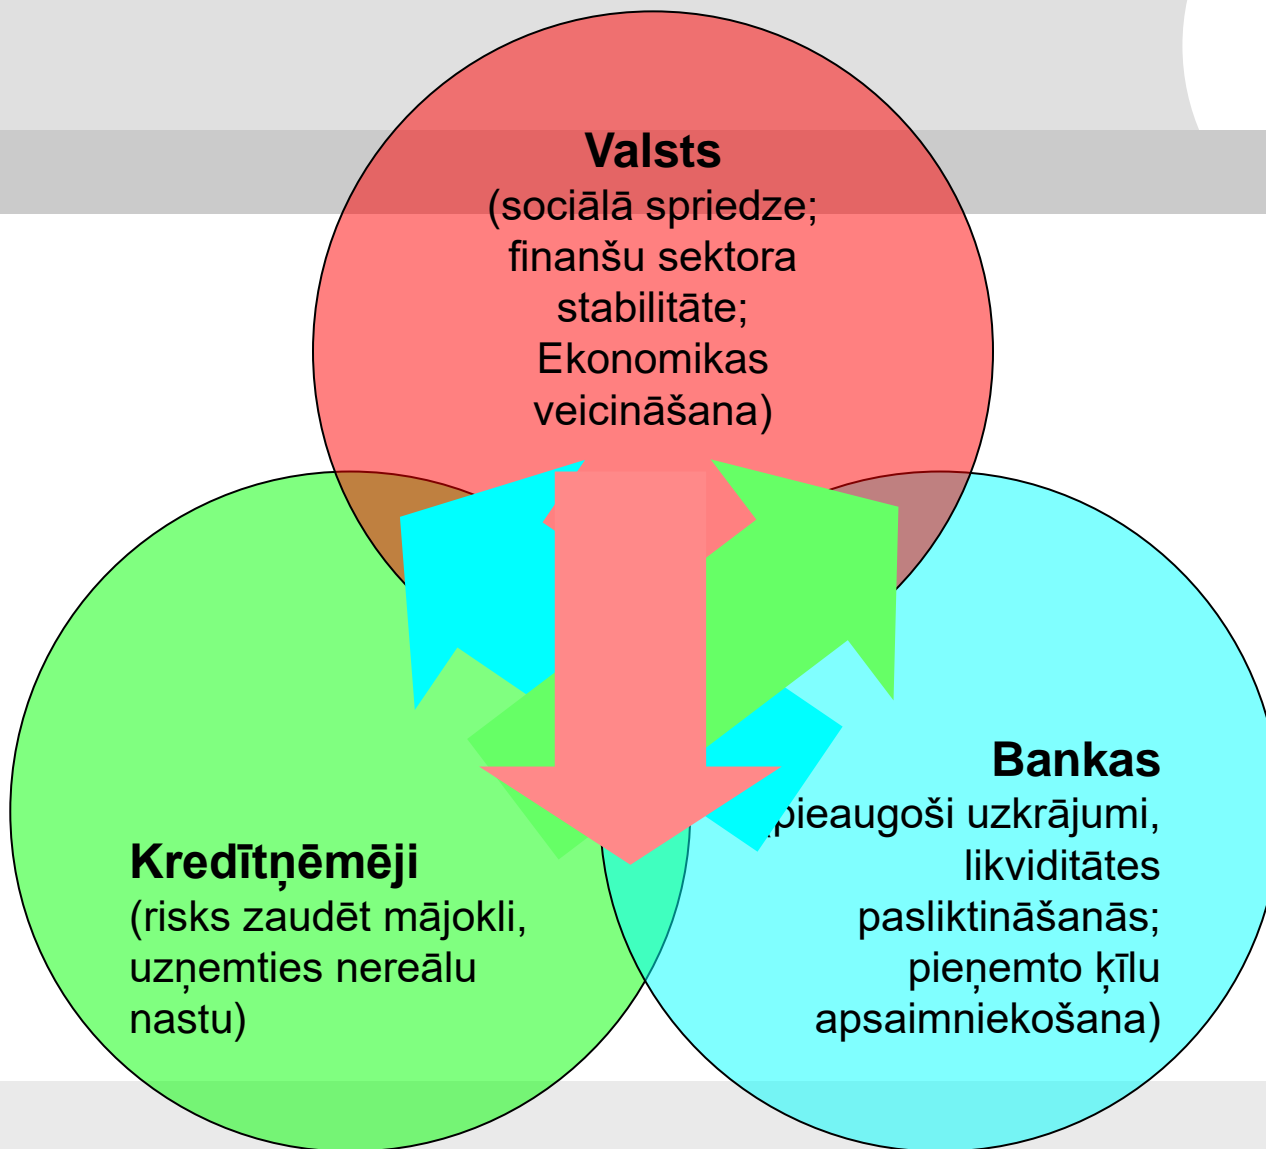 Valsts
(sociālā spriedze;
finanšu sektora
stabilitāte;
Ekonomikas
veicināšana)
Bankas
(pieaugoši uzkrājumi,
likviditātes
pasliktināšanās;
pieņemto ķīlu
apsaimniekošana)
Kredītņēmēji
(risks zaudēt mājokli,
uzņemties nereālu
nastu)